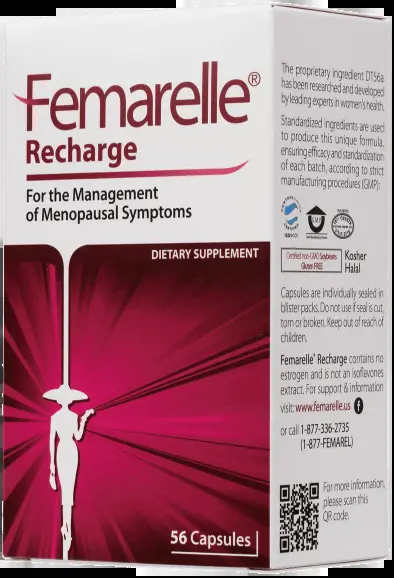 Femarelle®
Recharge
For the Management
of Menopausal Symptoms
DIETARY SUPPLEMENT
56 Capsules
The proprietary ingredient DT56a
has been researched and developed
by leading experts in women's health.
Standardized ingredients are used
to produce this unique formula,
ensuring efficacy and standardization
of each batch, according to strict
manufacturing procedures (GMP):
Certified non-GMO Soybeans
Gluten FREE
Kosher
Halal
Capsules are individually sealed in
blister packs. Do not use if seal is cut,
torn or broken. Keep out of reach of
children.
Femarelle® Recharge contains no
estrogen and is not an isoflavones
extract. For support & information
visit: www.femarelle.us f
or call 1-877-336-2735
(1-877-FEMAREL)
For more information,
please scan this
QR code.